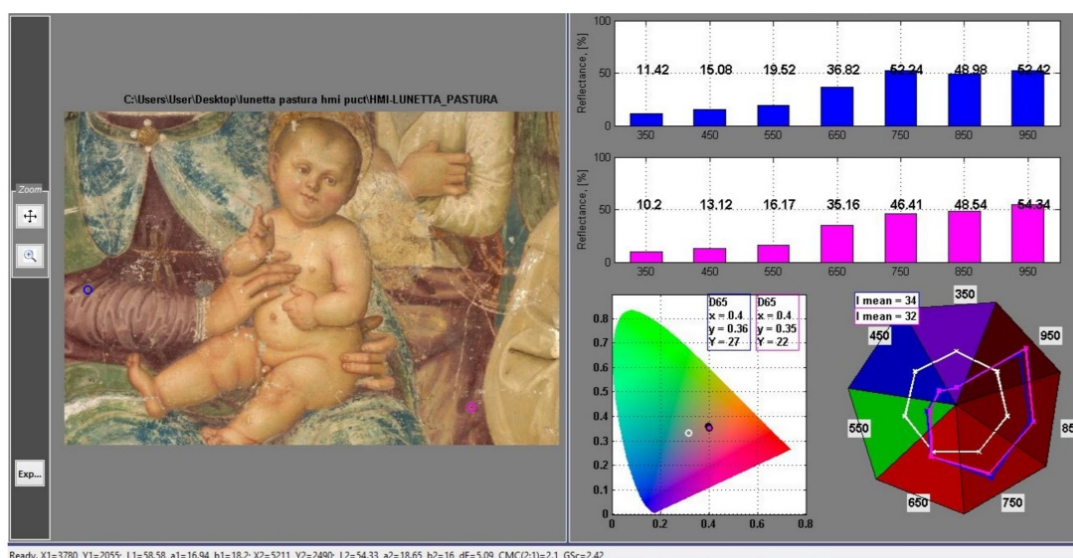 C:\Users\User\Desktop\lunetta pastura hmi puct\HMI-LUNETTA_PASTURA
Zoom
Exp...
Reflectance, [%]
100
50
0
11.42 15.08 19.52 36.82 52.24 48.98 52.42
350 450 550 650 750 850 950
Reflectance, [%]
100
50
0
10.2 13.12 16.17 35.16 46.41 48.54 54.34
350 450 550 650 750 850 950
D65
x = 0.4
y = 0.36
Y = 27
D65
x = 0.4
y = 0.35
Y = 22
0.8
0.7
0.6
0.5
0.4
0.3
0.2
0.1
0
0 0.2 0.4 0.6 0.8
I mean = 34
I mean = 32
350
450
950
550
650
750
Ready X1=3780 Y1=2055; L1=58.58 a1=16.94 b1=18.2; X2=5211 Y2=2490; L2=54.33 a2=18.65 b2=16 dE=5.09 CMC(2:1)=2.1 GSc=2.42